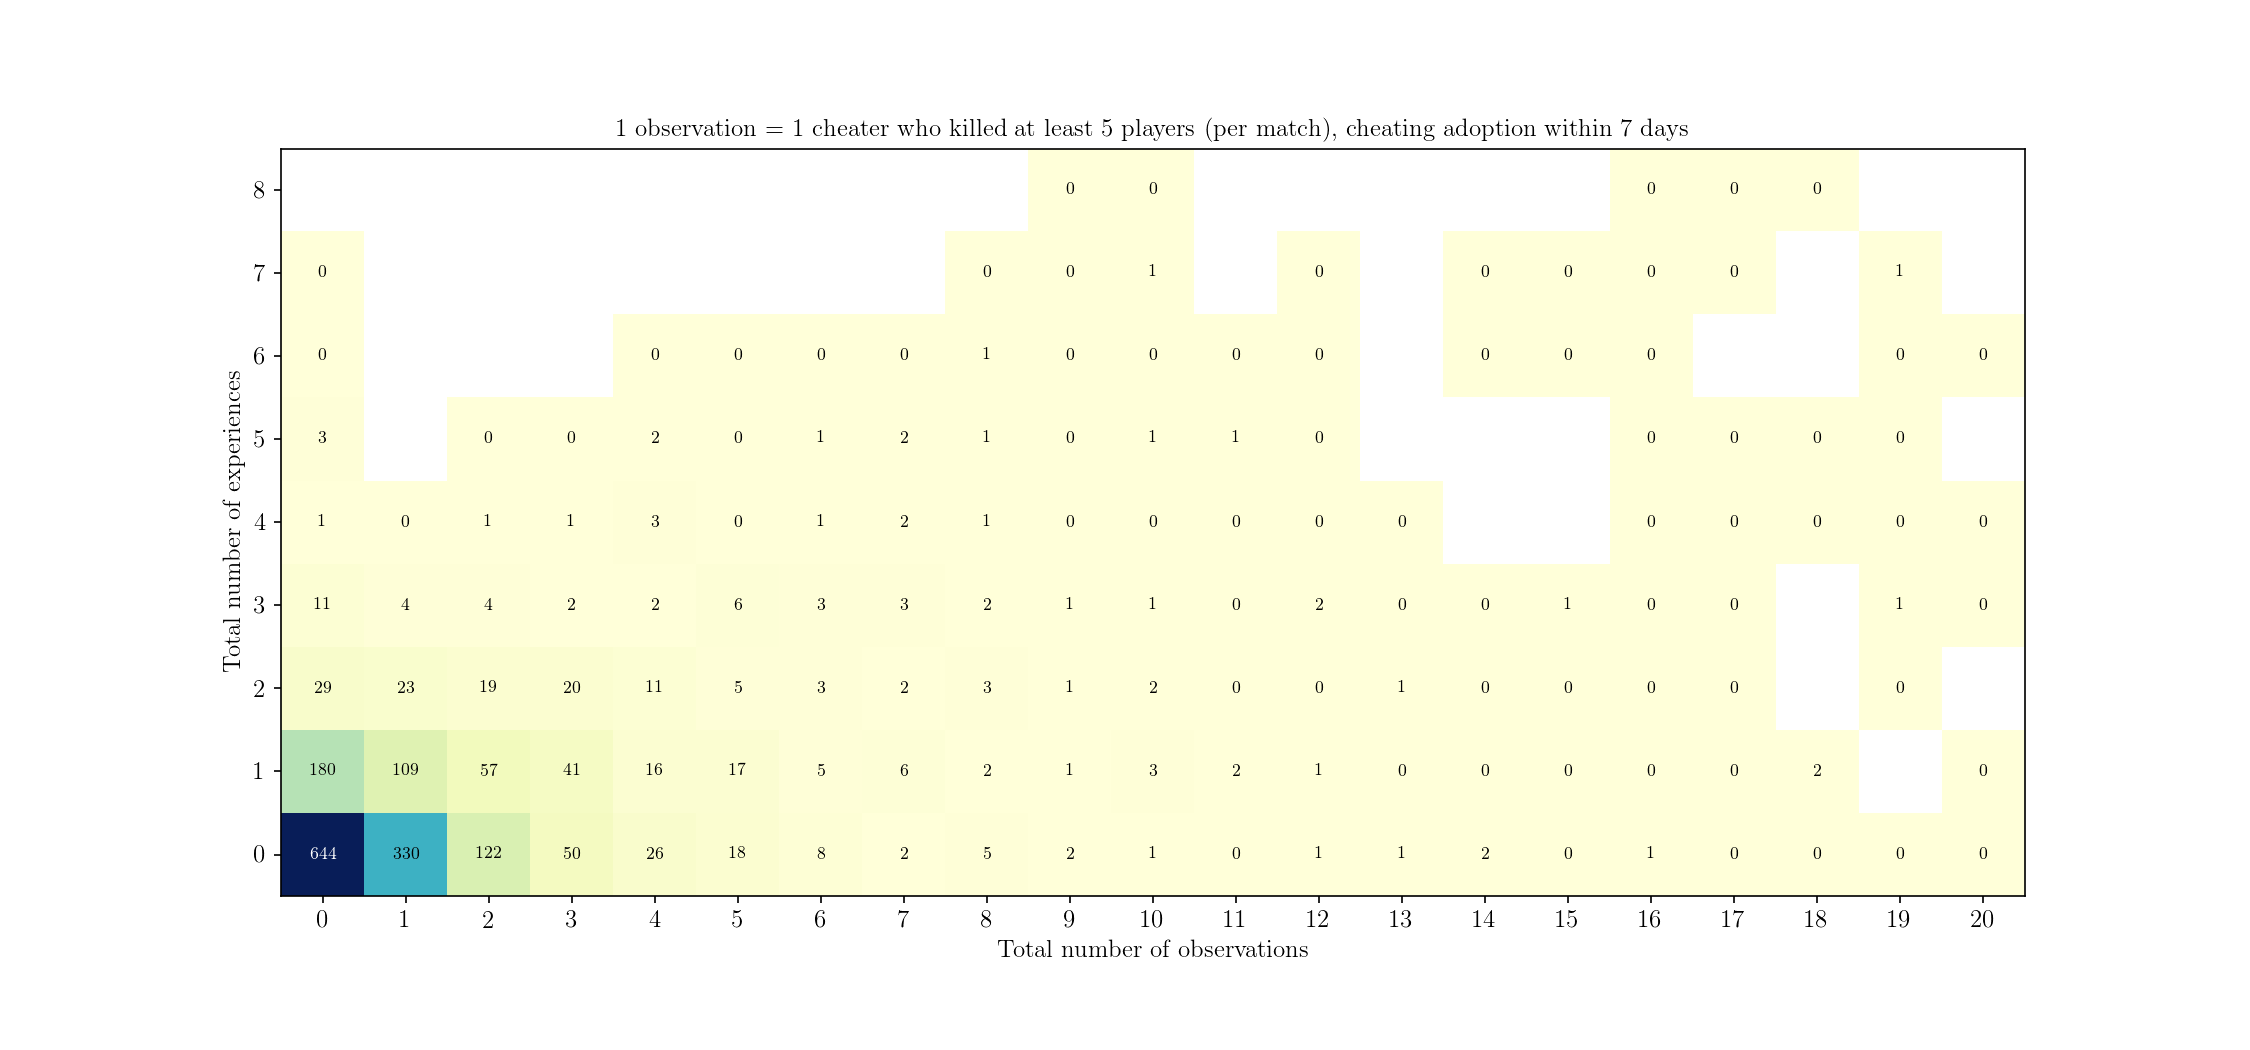 1 observation = 1 cheater who killed at least 5 players (per match), cheating adoption within 7 days
Total number of experiences
8 0 0 0 0 0
7 0 0 0 1 0 0 0 0 0 1
6 0 0 0 0 0 1 0 0 0 0 0 0 0 0 0
5 3 0 0 2 0 1 2 1 0 1 1 0 0 0 0 0
4 1 0 1 1 3 0 1 2 1 0 0 0 0 0 0 0 0 0 0
3 11 4 4 2 2 6 3 3 2 1 1 0 2 0 0 1 0 0 1 0
2 29 23 19 20 11 5 3 2 3 1 2 0 0 1 0 0 0 0 0
1 180 109 57 41 16 17 5 6 2 1 3 2 1 0 0 0 0 0 2 0
0 644 330 122 50 26 18 8 2 5 2 1 0 1 1 2 0 1 0 0 0 0
0 1 2 3 4 5 6 7 8 9 10 11 12 13 14 15 16 17 18 19 20
Total number of observations